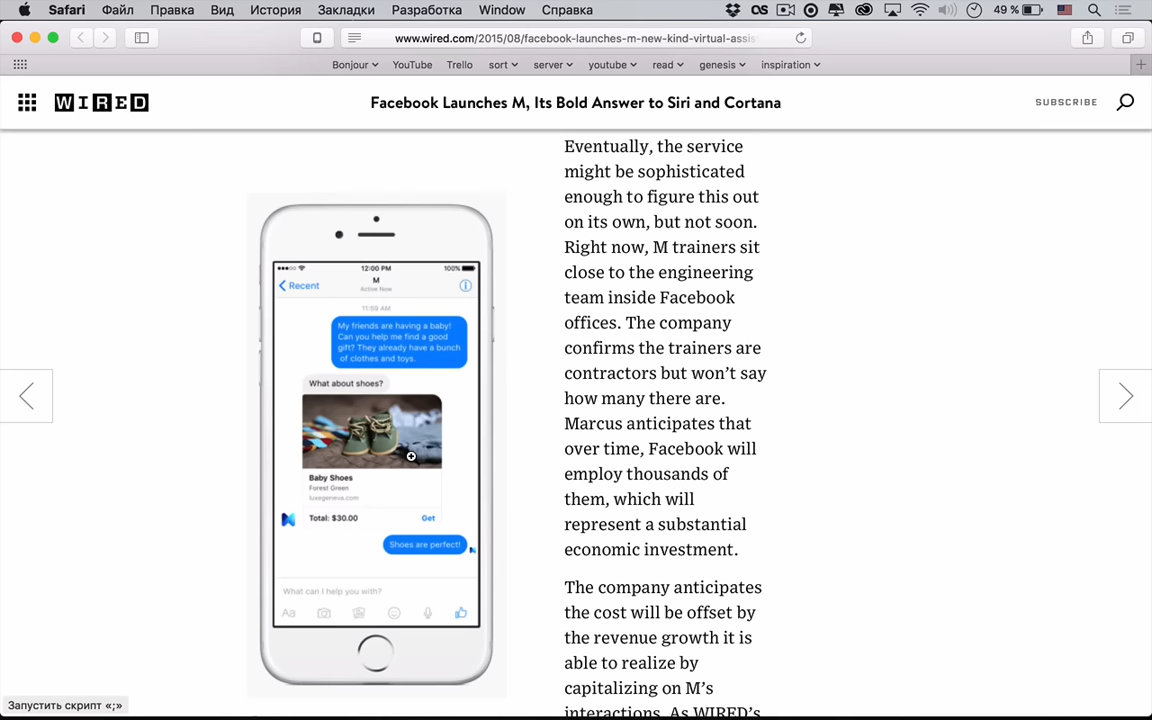 Safari Файл Правка Вид История Закладки Разработка Window Справка 49 %
www.wired.com/2015/08/facebook-launches-m-new-kind-virtual-assis
Bonjour YouTube Trello sort server youtube read genesis inspiration
WIRED Facebook Launches M, Its Bold Answer to Siri and Cortana SUBSCRIBE
12:00 PM 100%
Recent M
Active Now
11:59 AM
My friends are having a baby!
Can you help me find a good
gift? They already have a bunch
of clothes and toys.
What about shoes?
Baby Shoes
Forest Green
luxegeneva.com
Total: $30.00 Get
Shoes are perfect!
What can I help you with?
Aa
Eventually, the service
might be sophisticated
enough to figure this out
on its own, but not soon.
Right now, M trainers sit
close to the engineering
team inside Facebook
offices. The company
confirms the trainers are
contractors but won’t say
how many there are.
Marcus anticipates that
over time, Facebook will
employ thousands of
them, which will
represent a substantial
economic investment.
The company anticipates
the cost will be offset by
the revenue growth it is
able to realize by
capitalizing on M’s
interactions. As WIRED’s
Запустить скрипт «;»